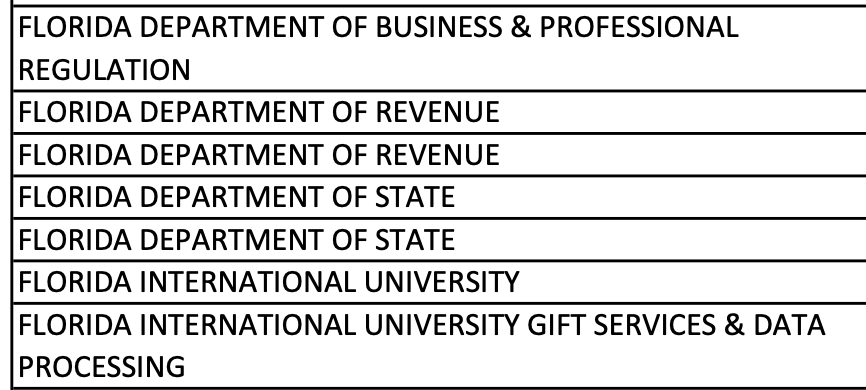 FLORIDA DEPARTMENT OF BUSINESS & PROFESSIONAL
REGULATION
FLORIDA DEPARTMENT OF REVENUE
FLORIDA DEPARTMENT OF REVENUE
FLORIDA DEPARTMENT OF STATE
FLORIDA DEPARTMENT OF STATE
FLORIDA INTERNATIONAL UNIVERSITY
FLORIDA INTERNATIONAL UNIVERSITY GIFT SERVICES & DATA
PROCESSING